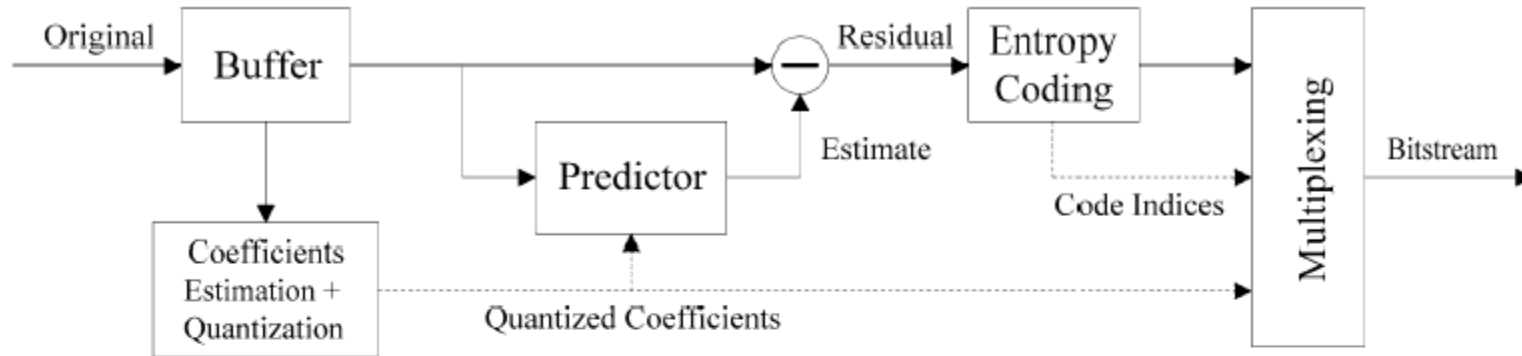 Original
Buffer
Residual
Entropy
Coding
Estimate
Predictor
Code Indices
Multiplexing
Bitstream
Coefficients
Estimation +
Quantization
Quantized Coefficients